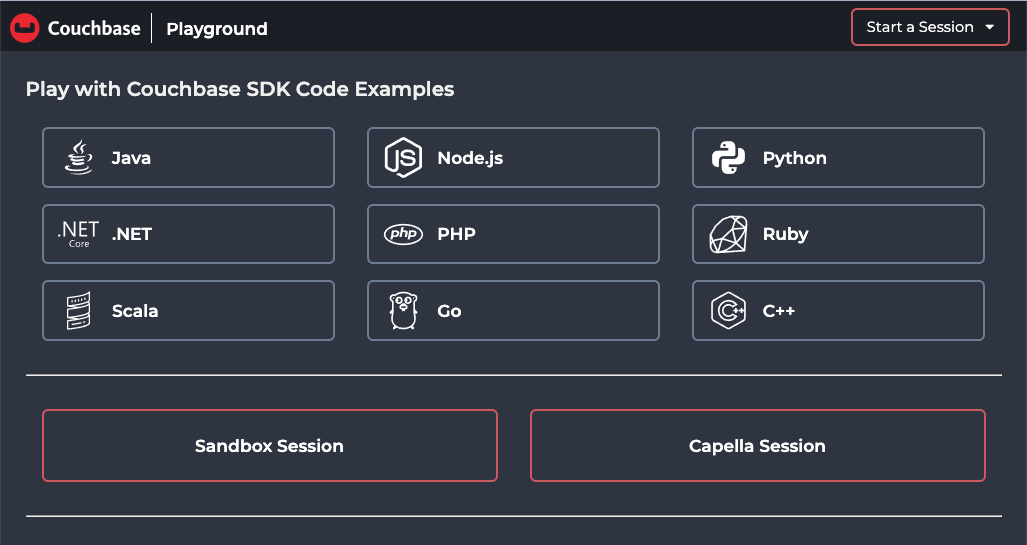 Couchbase Playground Start a Session
Play with Couchbase SDK Code Examples
Java JS Node.js Python
.NET Core .NET php PHP Ruby
Scala Go C++ C++
Sandbox Session Capella Session